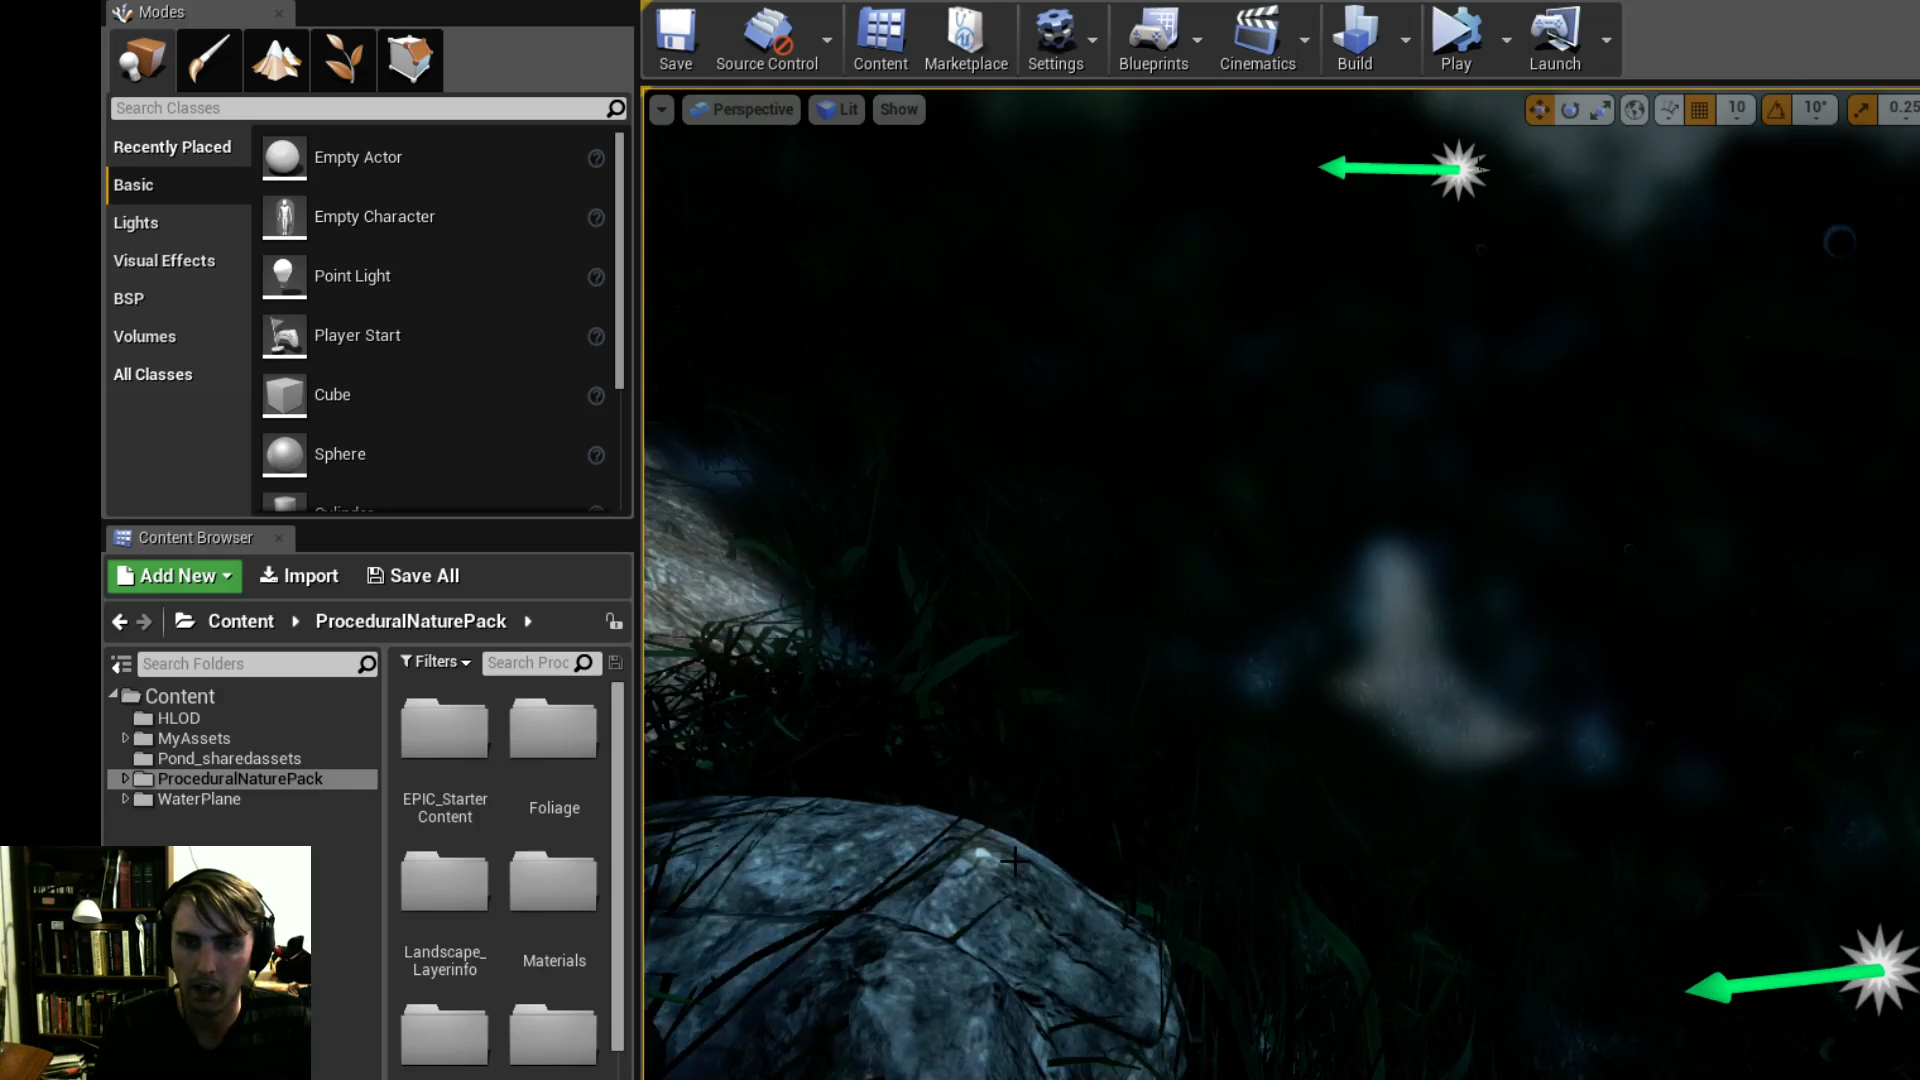 Modes
Save
Source Control
Content
Marketplace
Settings
Blueprints
Cinematics
Build
Play
Launch
Search Classes
Perspective
Lit
Show
10
10°
0.25
Recently Placed
Basic
Lights
Visual Effects
BSP
Volumes
All Classes
Empty Actor
Empty Character
Point Light
Player Start
Cube
Sphere
Cylinder
Content Browser
Add New
Import
Save All
Content
ProceduralNaturePack
Search Folders
Filters
Search Proc
Content
HLOD
MyAssets
Pond_sharedassets
ProceduralNaturePack
WaterPlane
EPIC_Starter
Content
Foliage
Landscape_
Layerinfo
Materials